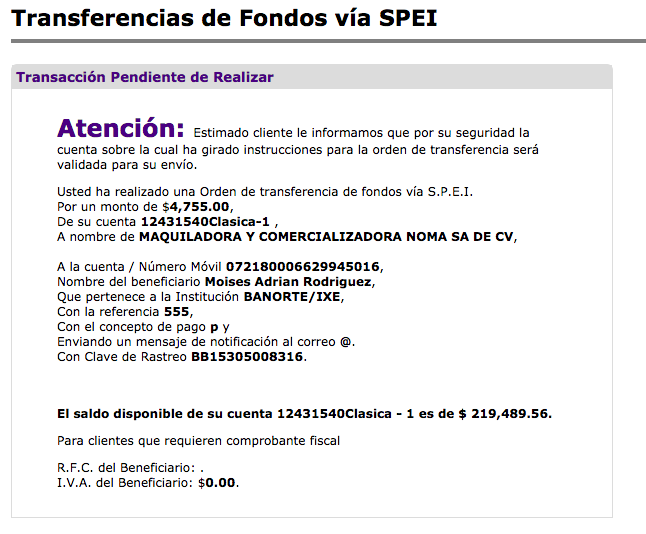 Transferencias de Fondos vía SPEI
Transacción Pendiente de Realizar
Atención: Estimado cliente le informamos que por su seguridad la
cuenta sobre la cual ha girado instrucciones para la orden de transferencia será
validada para su envío.
Usted ha realizado una Orden de transferencia de fondos vía S.P.E.I.
Por un monto de $4,755.00,
De su cuenta 12431540Clasica-1 ,
A nombre de MAQUILADORA Y COMERCIALIZADORA NOMA SA DE CV,
A la cuenta / Número Móvil 072180006629945016,
Nombre del beneficiario Moises Adrian Rodriguez,
Que pertenece a la Institución BANORTE/IXE,
Con la referencia 555,
Con el concepto de pago p y
Enviando un mensaje de notificación al correo @.
Con Clave de Rastreo BB15305008316.
El saldo disponible de su cuenta 12431540Clasica - 1 es de $ 219,489.56.
Para clientes que requieren comprobante fiscal
R.F.C. del Beneficiario: .
I.V.A. del Beneficiario: $0.00.